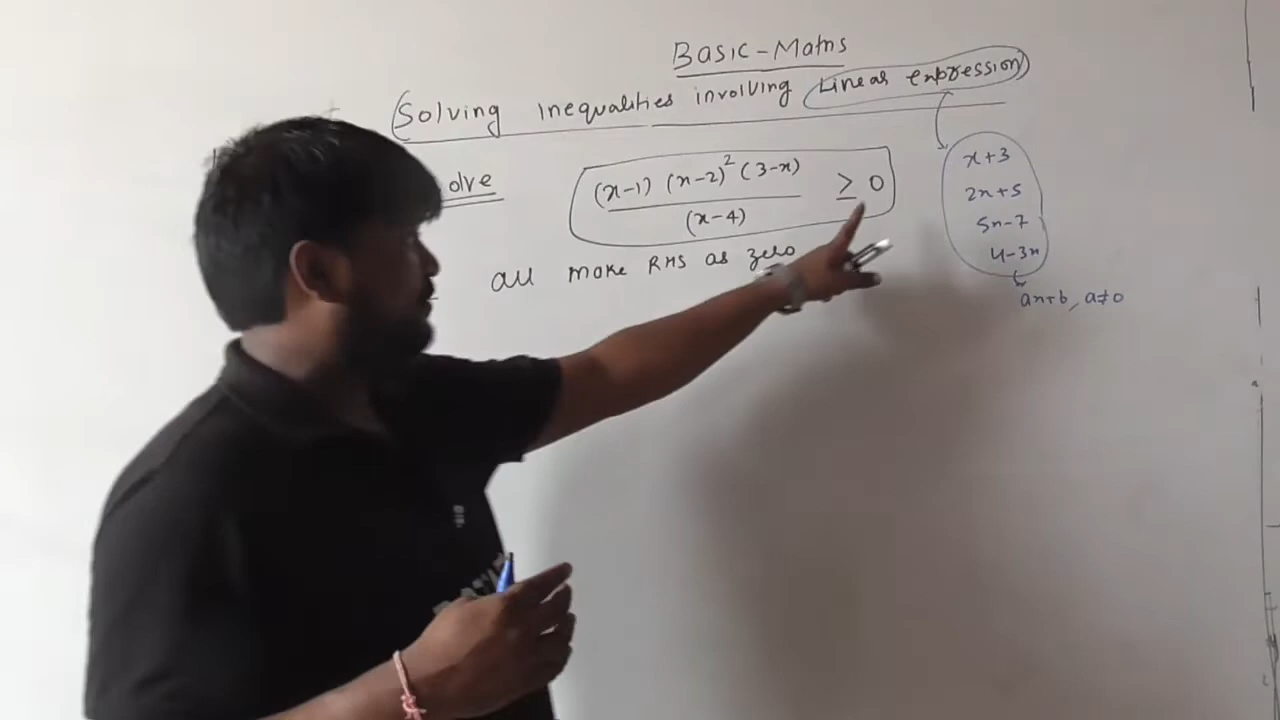 Basic-Maths
Solving inequalities involving Linear expression
olve
(x-1) (x-2)² (3-x)
(x-4)
≥ 0
all make RHS as zero
x+3
2x+5
5x-7
4-3x
ax+b, a≠0